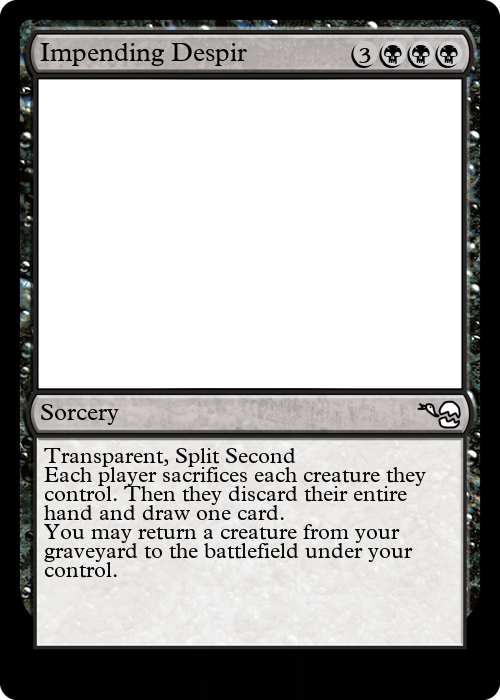 Impending Despir 3
Sorcery
Transparent, Split Second
Each player sacrifices each creature they
control. Then they discard their entire
hand and draw one card.
You may return a creature from your
graveyard to the battlefield under your
control.